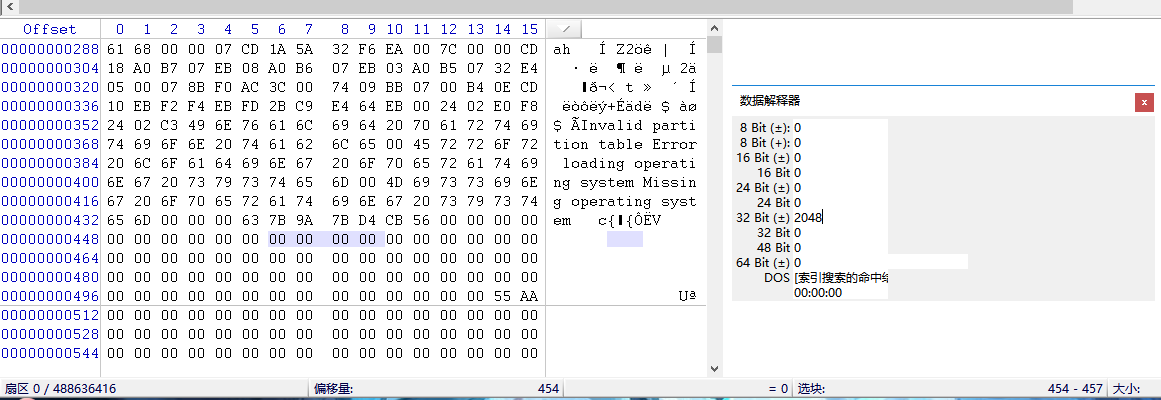 Offset 0 1 2 3 4 5 6 7 8 9 10 11 12 13 14 15
00000000288 61 68 00 00 07 CD 1A 5A 32 F6 EA 00 7C 00 00 CD ah Í Z2öê | Í
00000000304 18 A0 B7 07 EB 08 A0 B6 07 EB 03 A0 B5 07 32 E4 · ë ¶ ë µ 2ä
00000000320 05 00 07 8B F0 AC 3C 00 74 09 BB 07 00 B4 0E CD ð¬< t » ´ Í
00000000336 10 EB F2 F4 EB FD 2B C9 E4 64 EB 00 24 02 E0 F8 ëòôëý+Éädë $ àø
00000000352 24 02 C3 49 6E 76 61 6C 69 64 20 70 61 72 74 69 $ ÃInvalid parti
00000000368 74 69 6F 6E 20 74 61 62 6C 65 00 45 72 72 6F 72 tion table Error
00000000384 20 6C 6F 61 64 69 6E 67 20 6F 70 65 72 61 74 69 loading operati
00000000400 6E 67 20 73 79 73 74 65 6D 00 4D 69 73 73 69 6E ng system Missin
00000000416 67 20 6F 70 65 72 61 74 69 6E 67 20 73 79 73 74 g operating syst
00000000432 65 6D 00 00 00 63 7B 9A 7B D4 CB 56 00 00 00 00 em c{ {ÔËV
00000000448 00 00 00 00 00 00 00 00 00 00 00 00 00 00 00 00
00000000464 00 00 00 00 00 00 00 00 00 00 00 00 00 00 00 00
00000000480 00 00 00 00 00 00 00 00 00 00 00 00 00 00 00 00
00000000496 00 00 00 00 00 00 00 00 00 00 00 00 00 00 55 AA Uª
00000000512 00 00 00 00 00 00 00 00 00 00 00 00 00 00 00 00
00000000528 00 00 00 00 00 00 00 00 00 00 00 00 00 00 00 00
00000000544 00 00 00 00 00 00 00 00 00 00 00 00 00 00 00 00
数据解释器
8 Bit (±): 0
8 Bit (+): 0
16 Bit (±) 0
16 Bit 0
24 Bit (±) 0
24 Bit 0
32 Bit (±) 2048
32 Bit 0
48 Bit 0
64 Bit (±) 0
DOS [索引搜索的命中
00:00:00
扇区 0 / 488636416 偏移量: 454 = 0 选块: 454 - 457 大小: